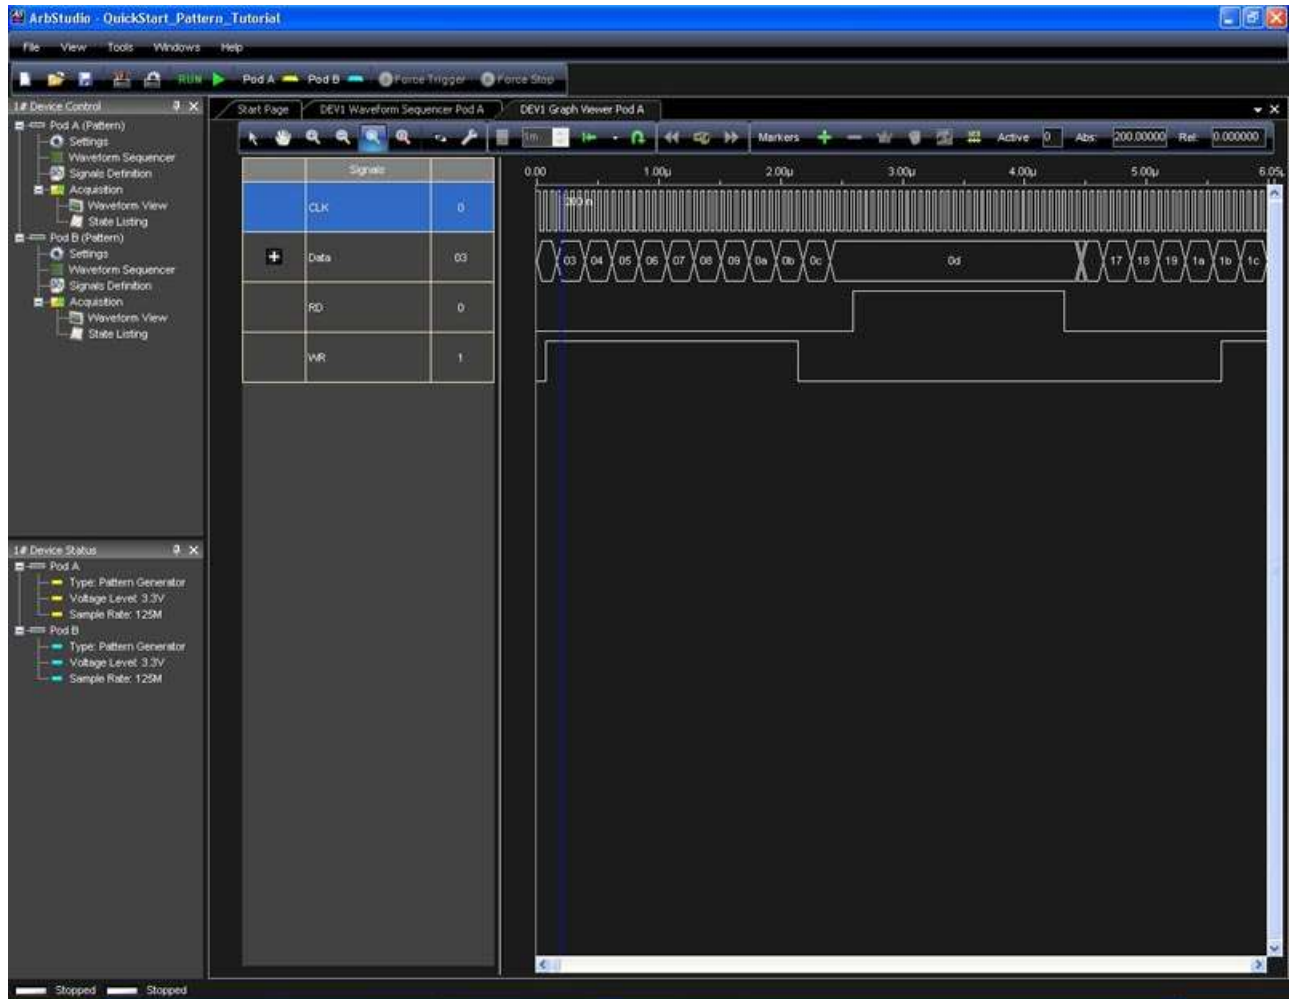 ArbStudio - QuickStart_Pattern_Tutorial
File View Tools Windows Help
RUN Pod A Pod B Force Trigger Force Stop
1# Device Control
Start Page DEV1 Waveform Sequencer Pod A DEV1 Graph Viewer Pod A
1m Markers Active 0 Abs: 200.00000 Rel: 0.000000
Pod A (Pattern)
Settings
Waveform Sequencer
Signals Definition
Acquisition
Waveform View
State Listing
Pod B (Pattern)
Settings
Waveform Sequencer
Signals Definition
Acquisition
Waveform View
State Listing
Signals
0.00 1.00µ 2.00µ 3.00µ 4.00µ 5.00µ 6.05µ
CLK 0 200 n
Data 03 03 04 05 06 07 08 09 0a 0b 0c 0d 17 18 19 1a 1b 1c
RD 0
WR 1
1# Device Status
Pod A
Type: Pattern Generator
Voltage Level: 3.3V
Sample Rate: 125M
Pod B
Type: Pattern Generator
Voltage Level: 3.3V
Sample Rate: 125M
Stopped Stopped